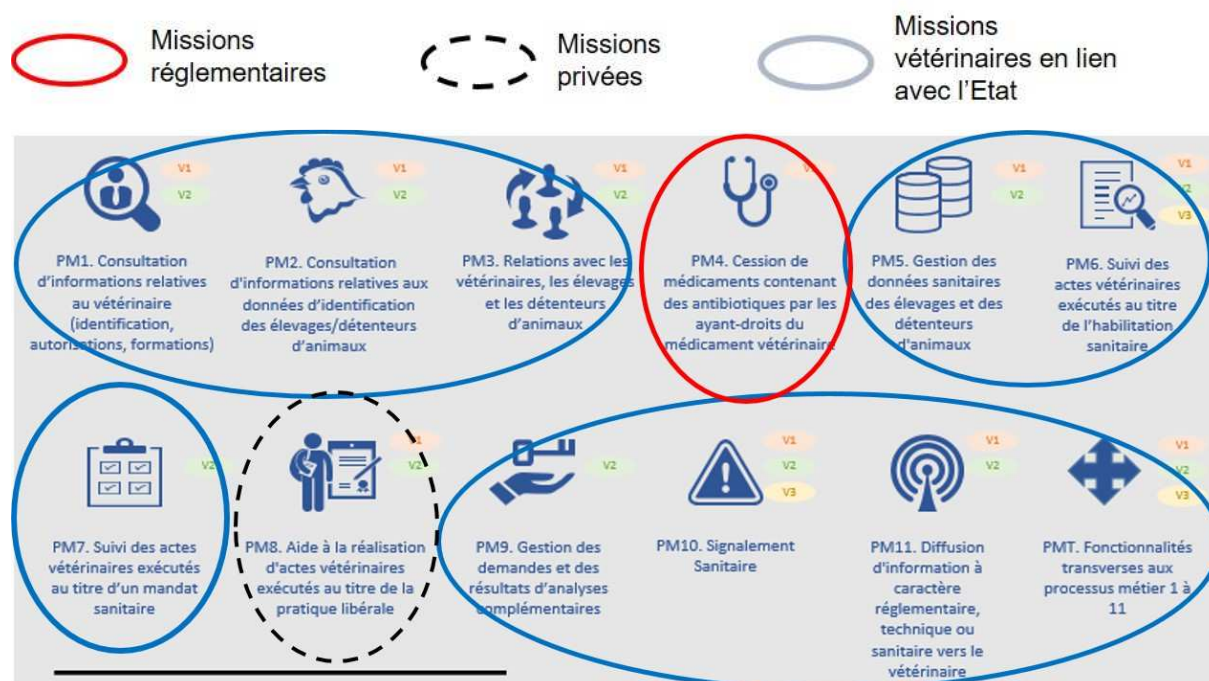 Missions
réglementaires
Missions
privées
Missions
vétérinaires en lien
avec l'Etat
V1
V2
PM1. Consultation
d'informations relatives
au vétérinaire
(identification,
autorisations, formations)
V1
V2
PM2. Consultation
d'informations relatives aux
données d'identification
des élevages/détenteurs
d'animaux
V1
V2
PM3. Relations avec les
vétérinaires, les élevages
et les détenteurs
d'animaux
V1
PM4. Cession de
médicaments contenant
des antibiotiques par les
ayant-droits du
médicament vétérinaire
V1
V2
PM5. Gestion des
données sanitaires
des élevages et des
détenteurs
d'animaux
V1
V2
V3
PM6. Suivi des
actes vétérinaires
exécutés au titre
de l'habilitation
sanitaire
V2
PM7. Suivi des actes
vétérinaires exécutés
au titre d'un mandat
sanitaire
V1
V2
PM8. Aide à la réalisation
d'actes vétérinaires
exécutés au titre de la
pratique libérale
V2
PM9. Gestion des
demandes et des
résultats d'analyses
complémentaires
V1
V2
V3
PM10. Signalement
Sanitaire
V1
V2
PM11. Diffusion
d'information à
caractère
réglementaire,
technique ou
sanitaire vers le
vétérinaire
V1
V2
V3
PMT. Fonctionnalités
transverses aux
processus métier 1 à
11